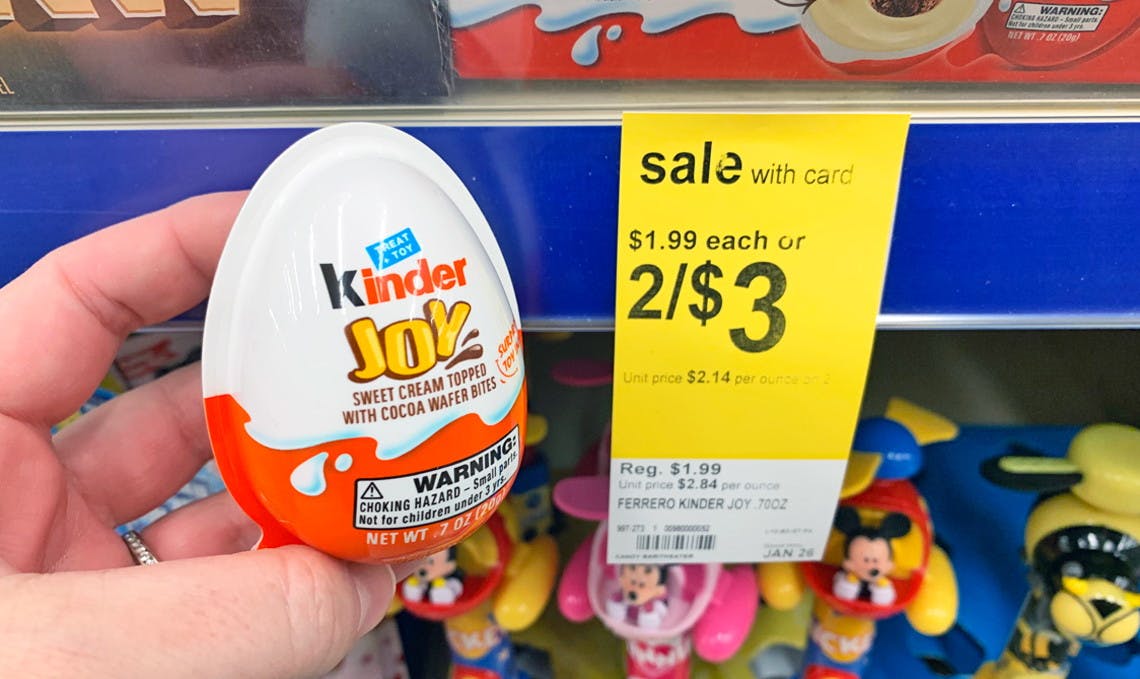 WARNING:
CHOKING HAZARD – Small parts.
Not for children under 3 yrs.
NET WT .7 OZ (20g)
TREAT
+ TOY
kinder
JOY
SWEET CREAM TOPPED
WITH COCOA WAFER BITES
WARNING:
CHOKING HAZARD – Small parts.
Not for children under 3 yrs.
NET WT .7 OZ (20g)
sale with card
$1.99 each or
2/$3
Unit price $2.14 per ounce on 2
Reg. $1.99
Unit price $2.84 per ounce
FERRERO KINDER JOY .70OZ
JAN 26